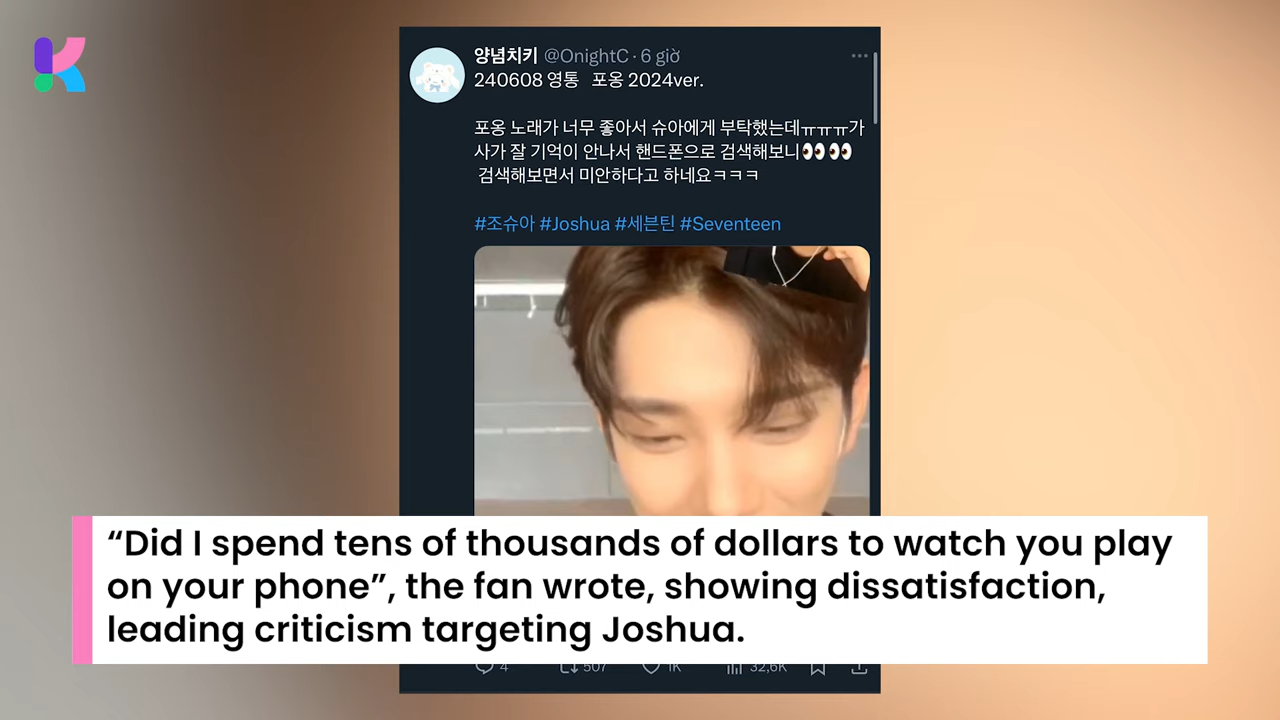 양념치키 @OnightC · 6 giờ
240608 영통 포옹 2024ver.
포옹 노래가 너무 좋아서 슈아에게 부탁했는데ㅠㅠㅠ가
사가 잘 기억이 안나서 핸드폰으로 검색해보니👀👀
검색해보면서 미안하다고 하네요ㅋㅋㅋ
#조슈아 #Joshua #세븐틴 #Seventeen
“Did I spend tens of thousands of dollars to watch you play
on your phone”, the fan wrote, showing dissatisfaction,
leading criticism targeting Joshua.
4 507 1K 32,6K